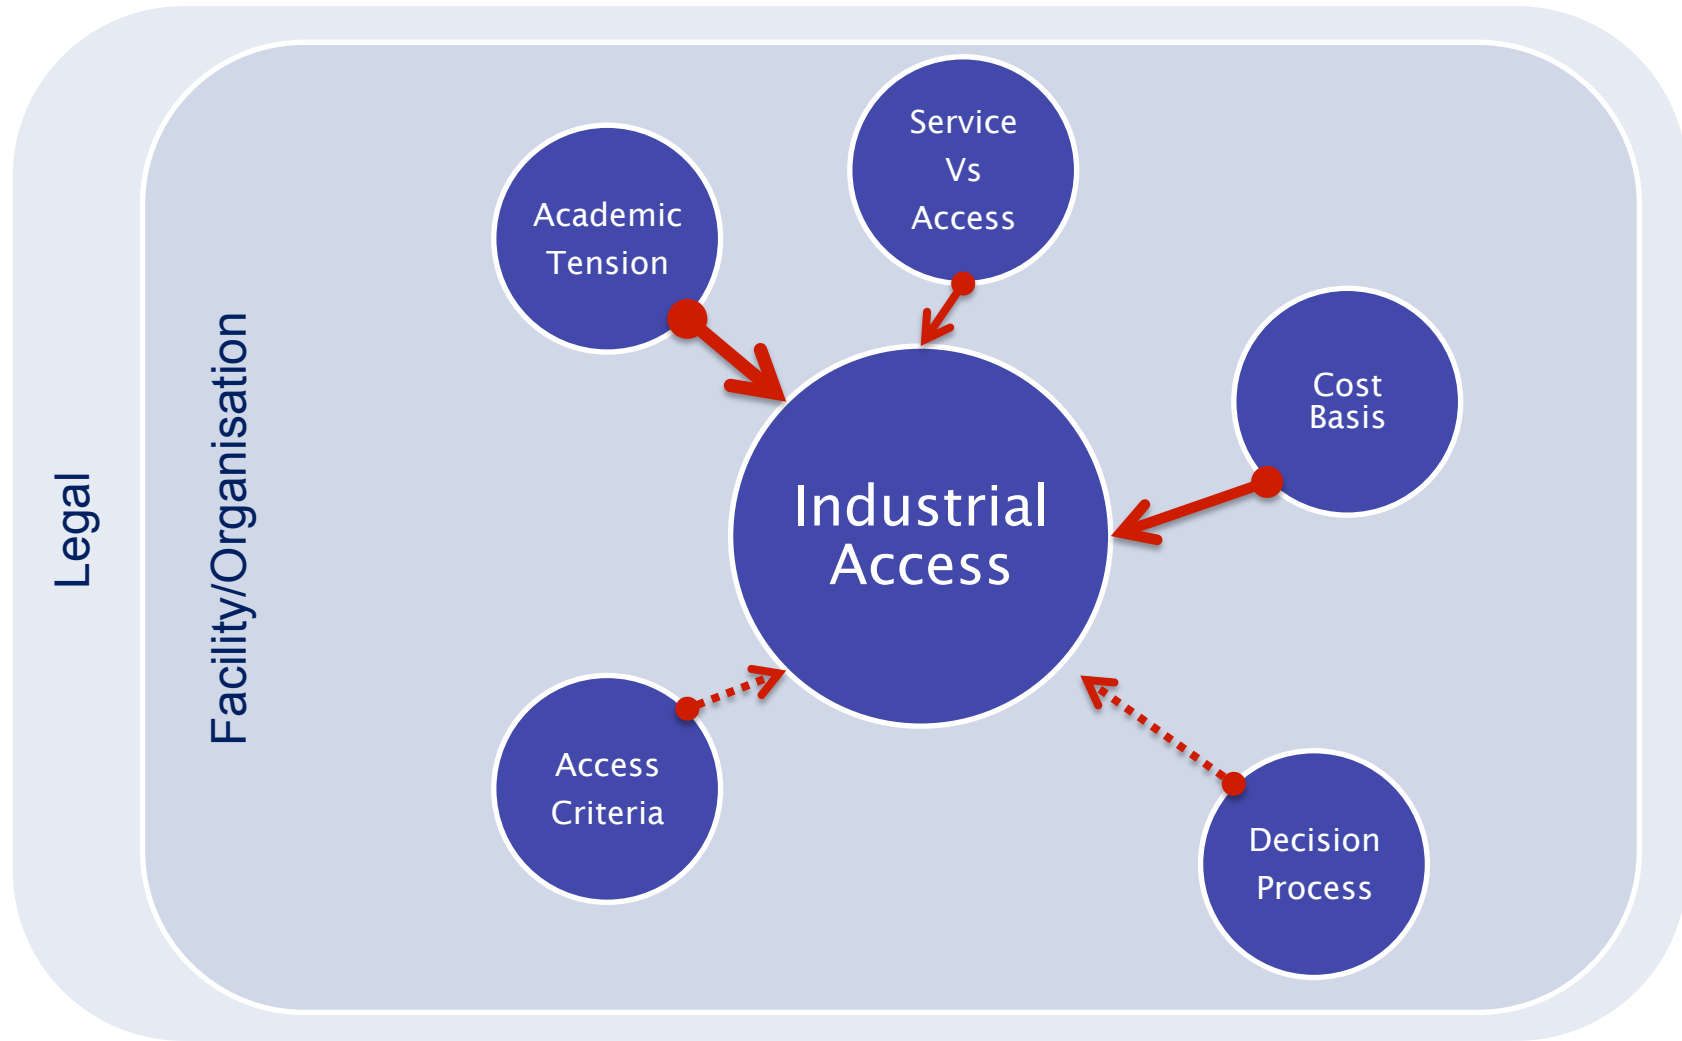 Legal
Facility/Organisation
Academic
Tension
Service
Vs
Access
Cost
Basis
Industrial
Access
Access
Criteria
Decision
Process